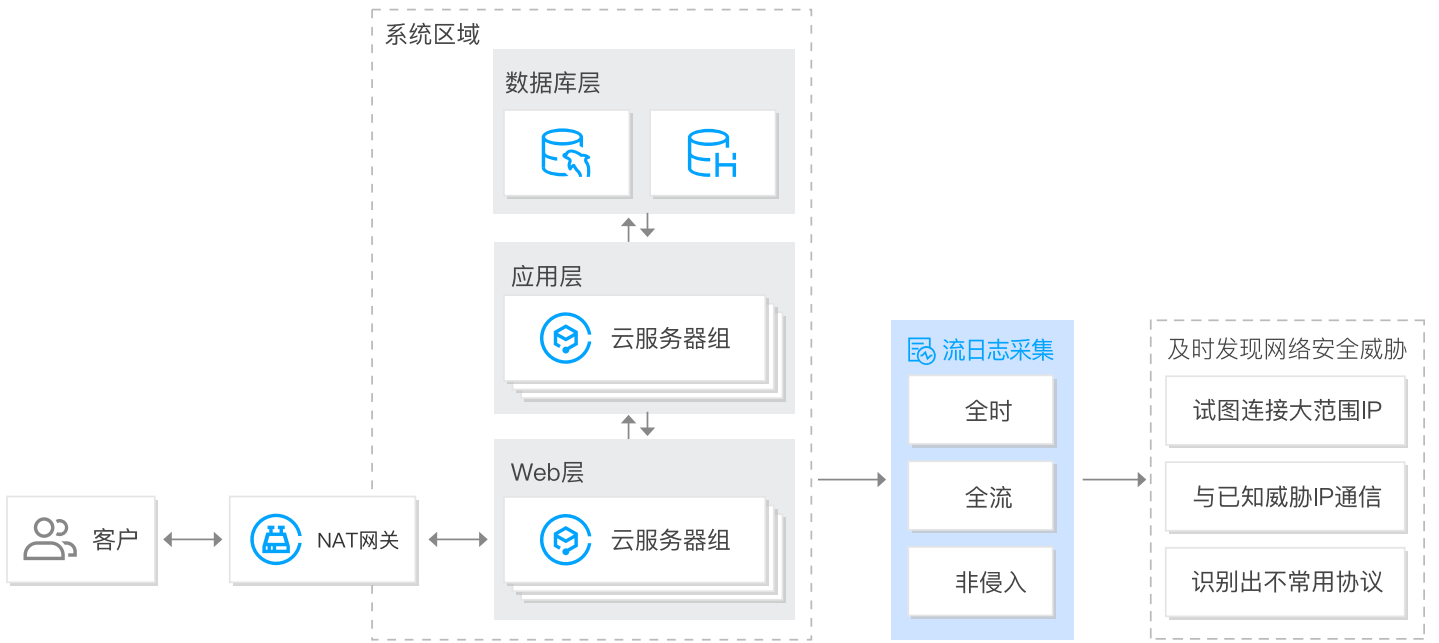 系统区域
数据库层
应用层
云服务器组
Web层
云服务器组
客户
NAT网关
流日志采集
全时
全流
非侵入
及时发现网络安全威胁
试图连接大范围IP
与已知威胁IP通信
识别出不常用协议